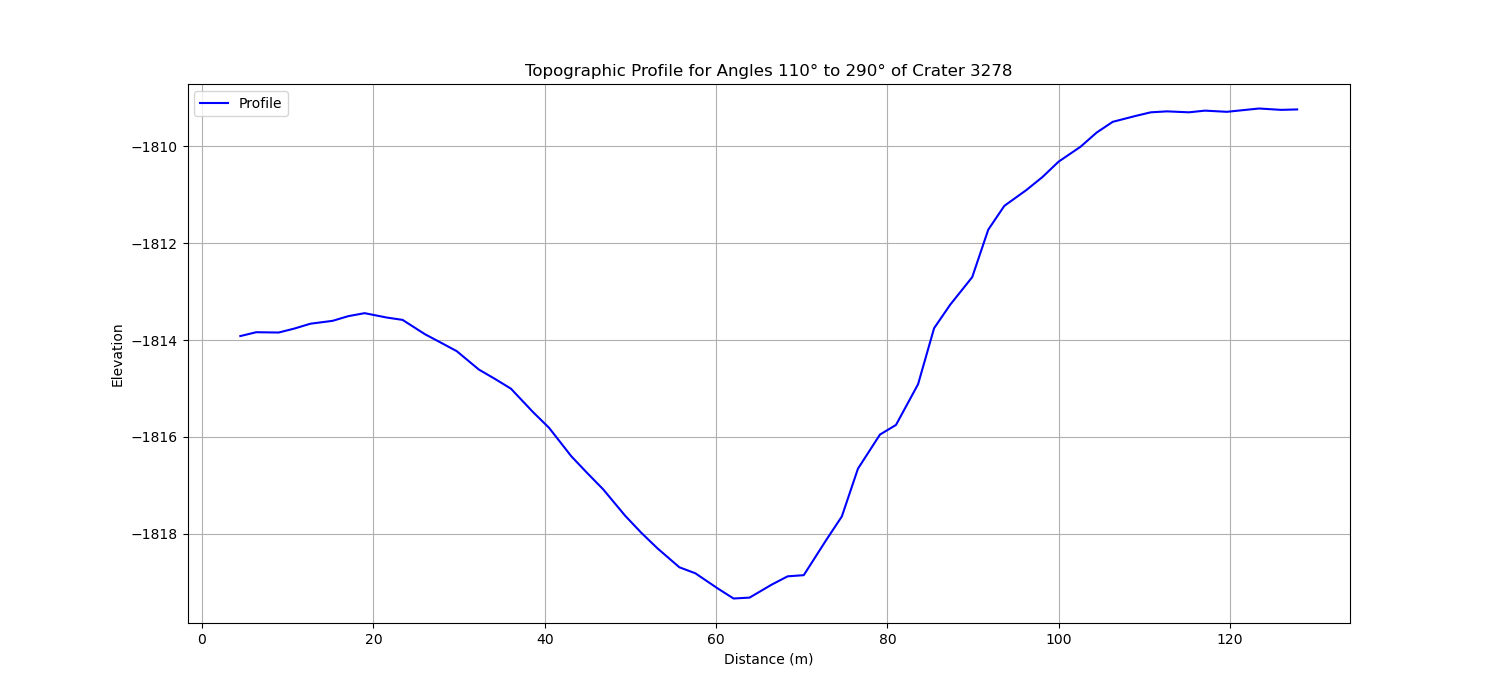 Topographic Profile for Angles 110° to 290° of Crater 3278
Profile
−1810
−1812
−1814
−1816
−1818
Elevation
0 20 40 60 80 100 120
Distance (m)